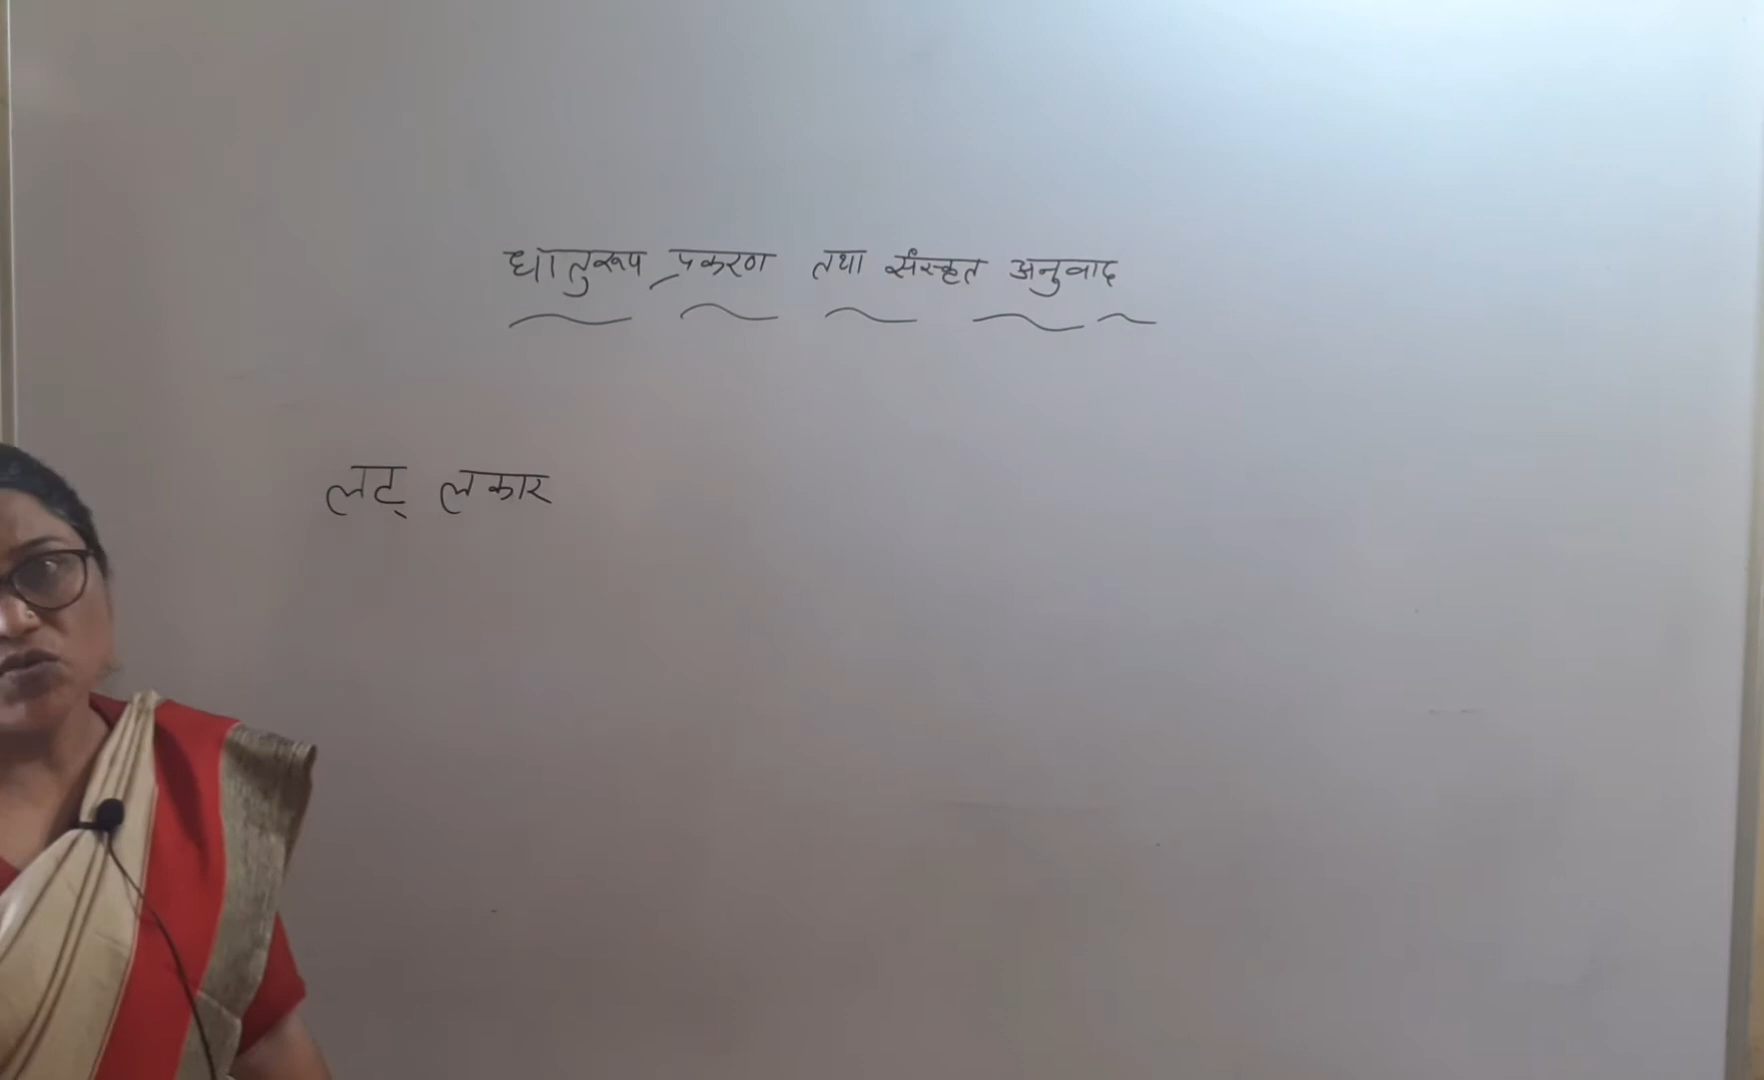 धातुरूप प्रकरण तथा संस्कृत अनुवाद
लट् लकार